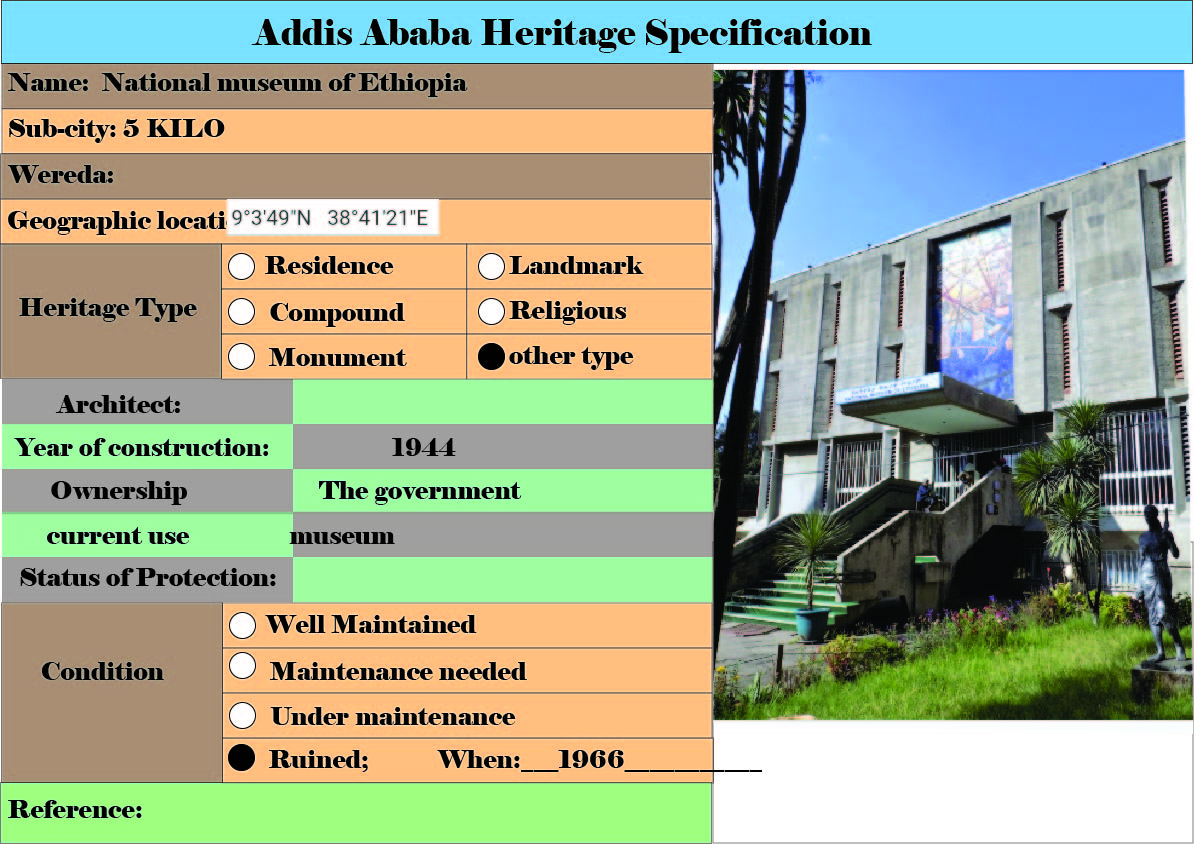 Addis Ababa Heritage Specification
Name: National museum of Ethiopia
Sub-city: 5 KILO
Wereda:
Geographic locati 9°3'49"N 38°41'21"E
Heritage Type
Residence
Landmark
Compound
Religious
Monument
other type
Architect:
Year of construction: 1944
Ownership The government
current use museum
Status of Protection:
Condition
Well Maintained
Maintenance needed
Under maintenance
Ruined; When:___1966___________
Reference: